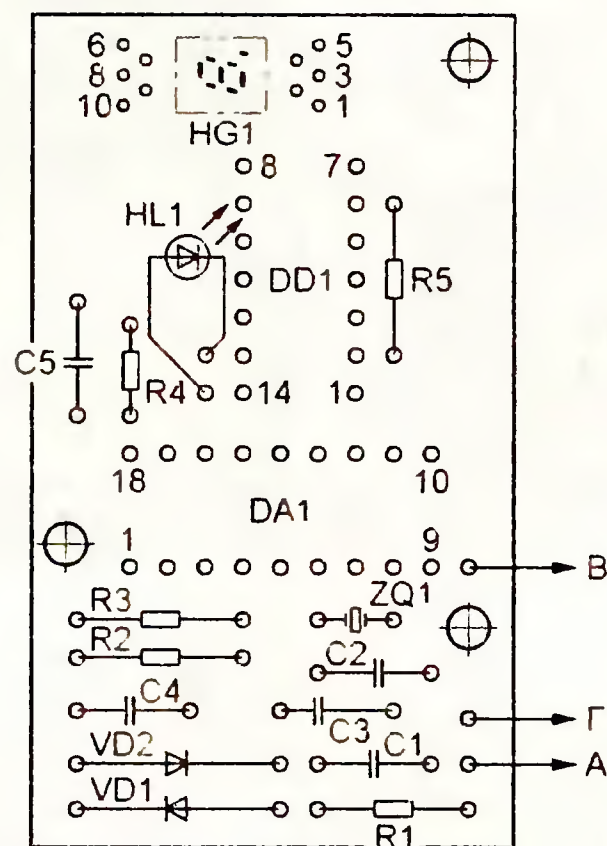 6 5
8 3
10 1
HG1
8 7
HL1
DD1 R5
C5
R4 14 1
18 10
DA1
1 9
В
R3 ZQ1
R2 C2
C4
Г
C3 C1
VD2
А
VD1
R1